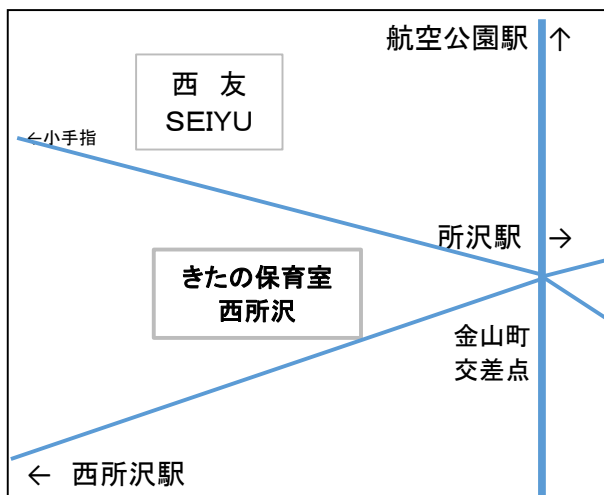 航空公園駅 ↑
西 友
SEIYU
←小手指
所沢駅 →
きたの保育室
西所沢
金山町
交差点
← 西所沢駅